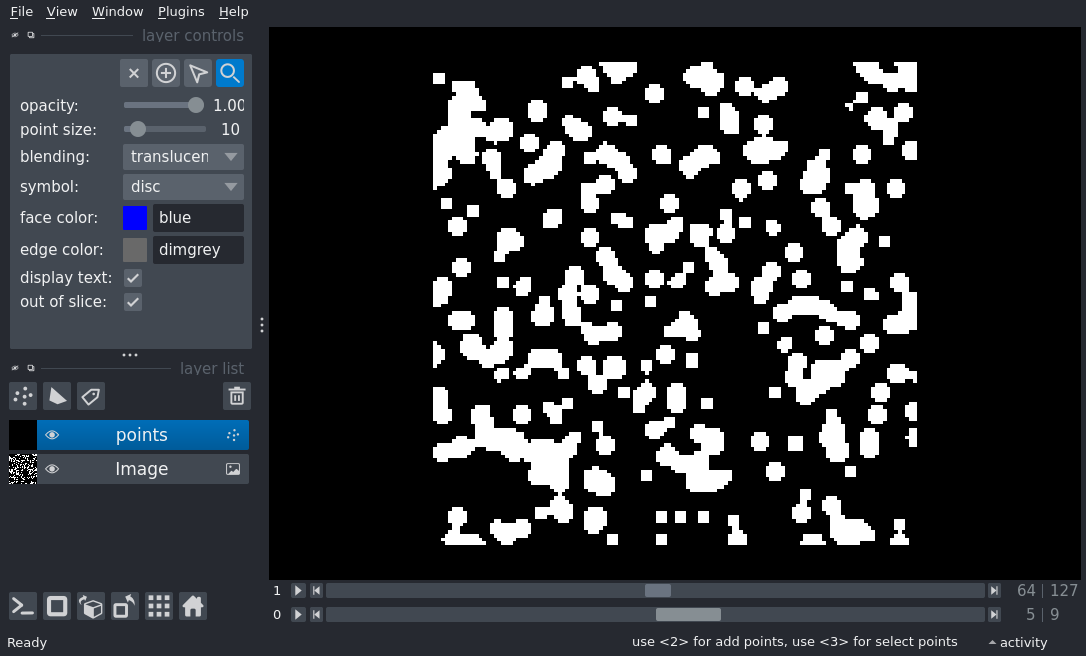 File View Window Plugins Help
layer controls
opacity: 1.00
point size: 10
blending: translucen
symbol: disc
face color: blue
edge color: dimgrey
display text:
out of slice:
layer list
points
Image
1 64 | 127
0 5 | 9
Ready use <2> for add points, use <3> for select points activity